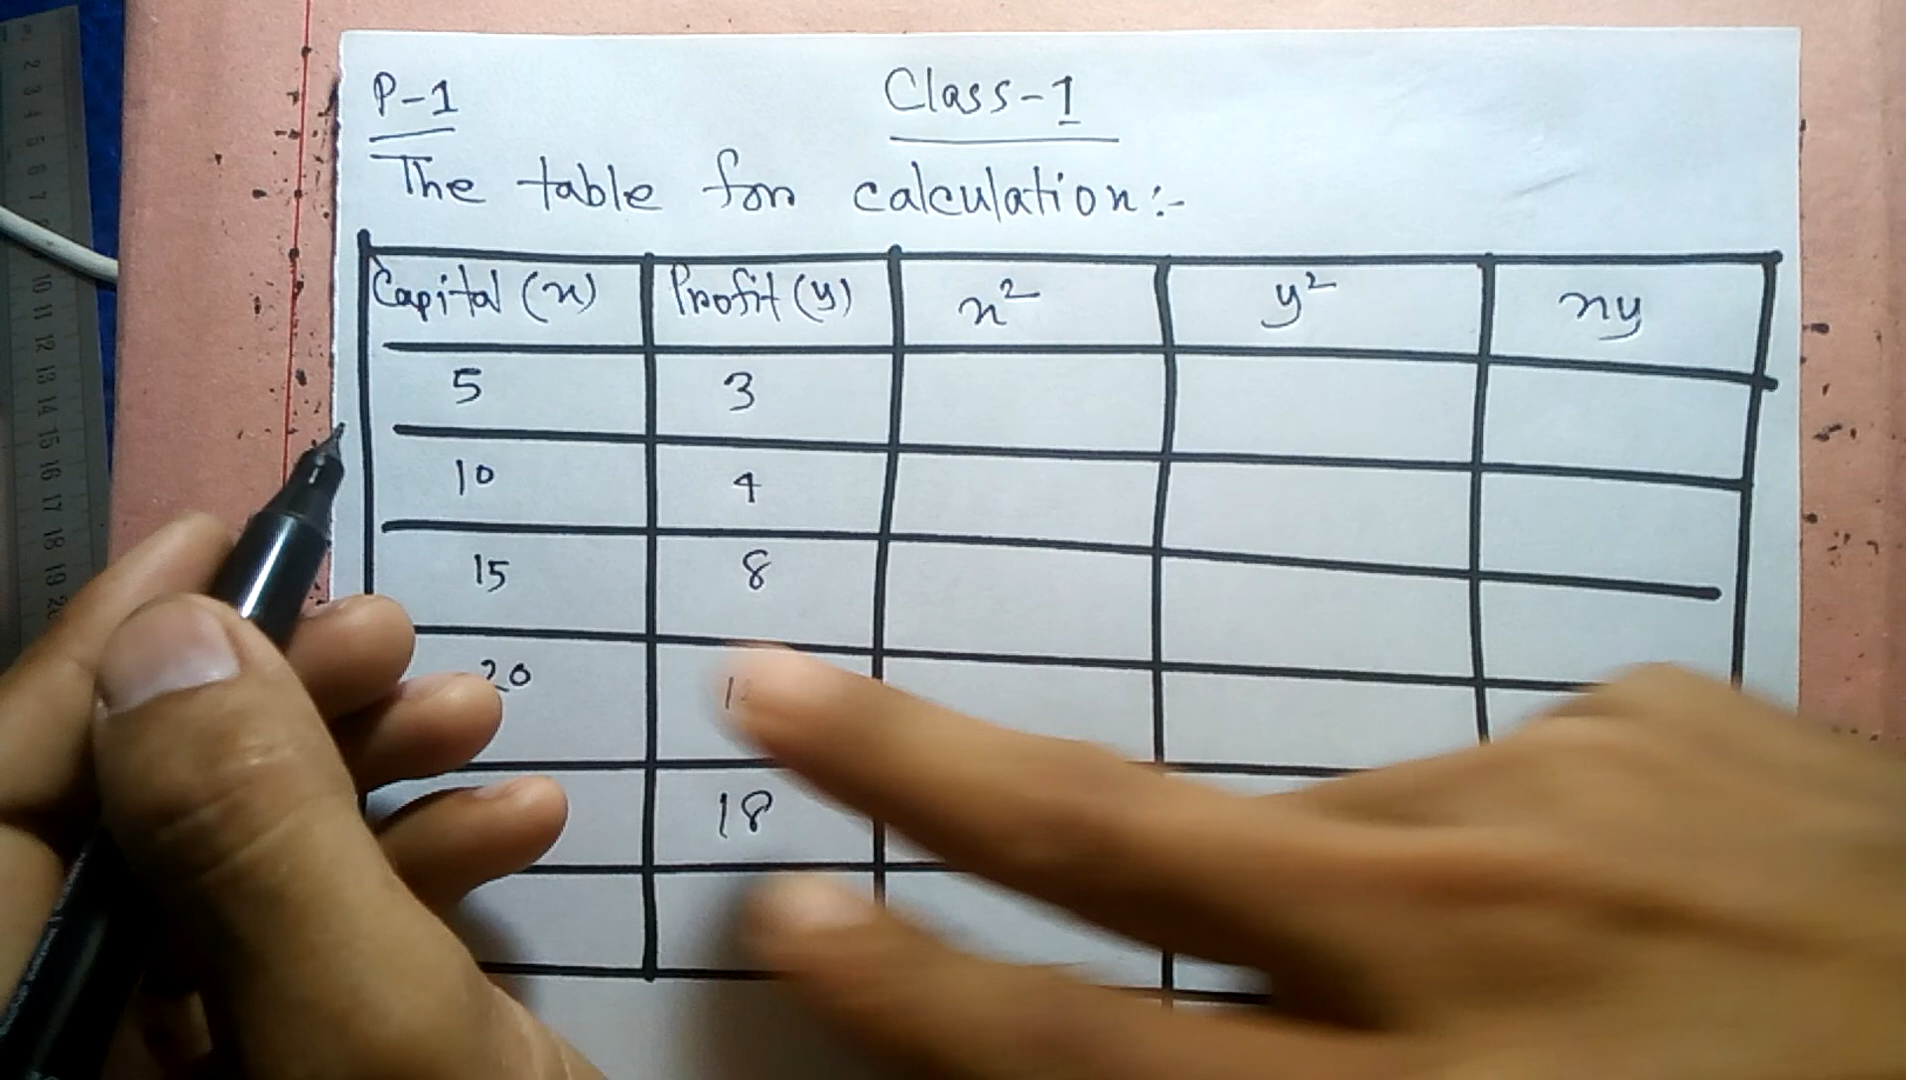 P-1 Class-1
The table for calculation:-
Capital (x) Profit (y) x² y² xy
5 3
10 4
15 8
20
18